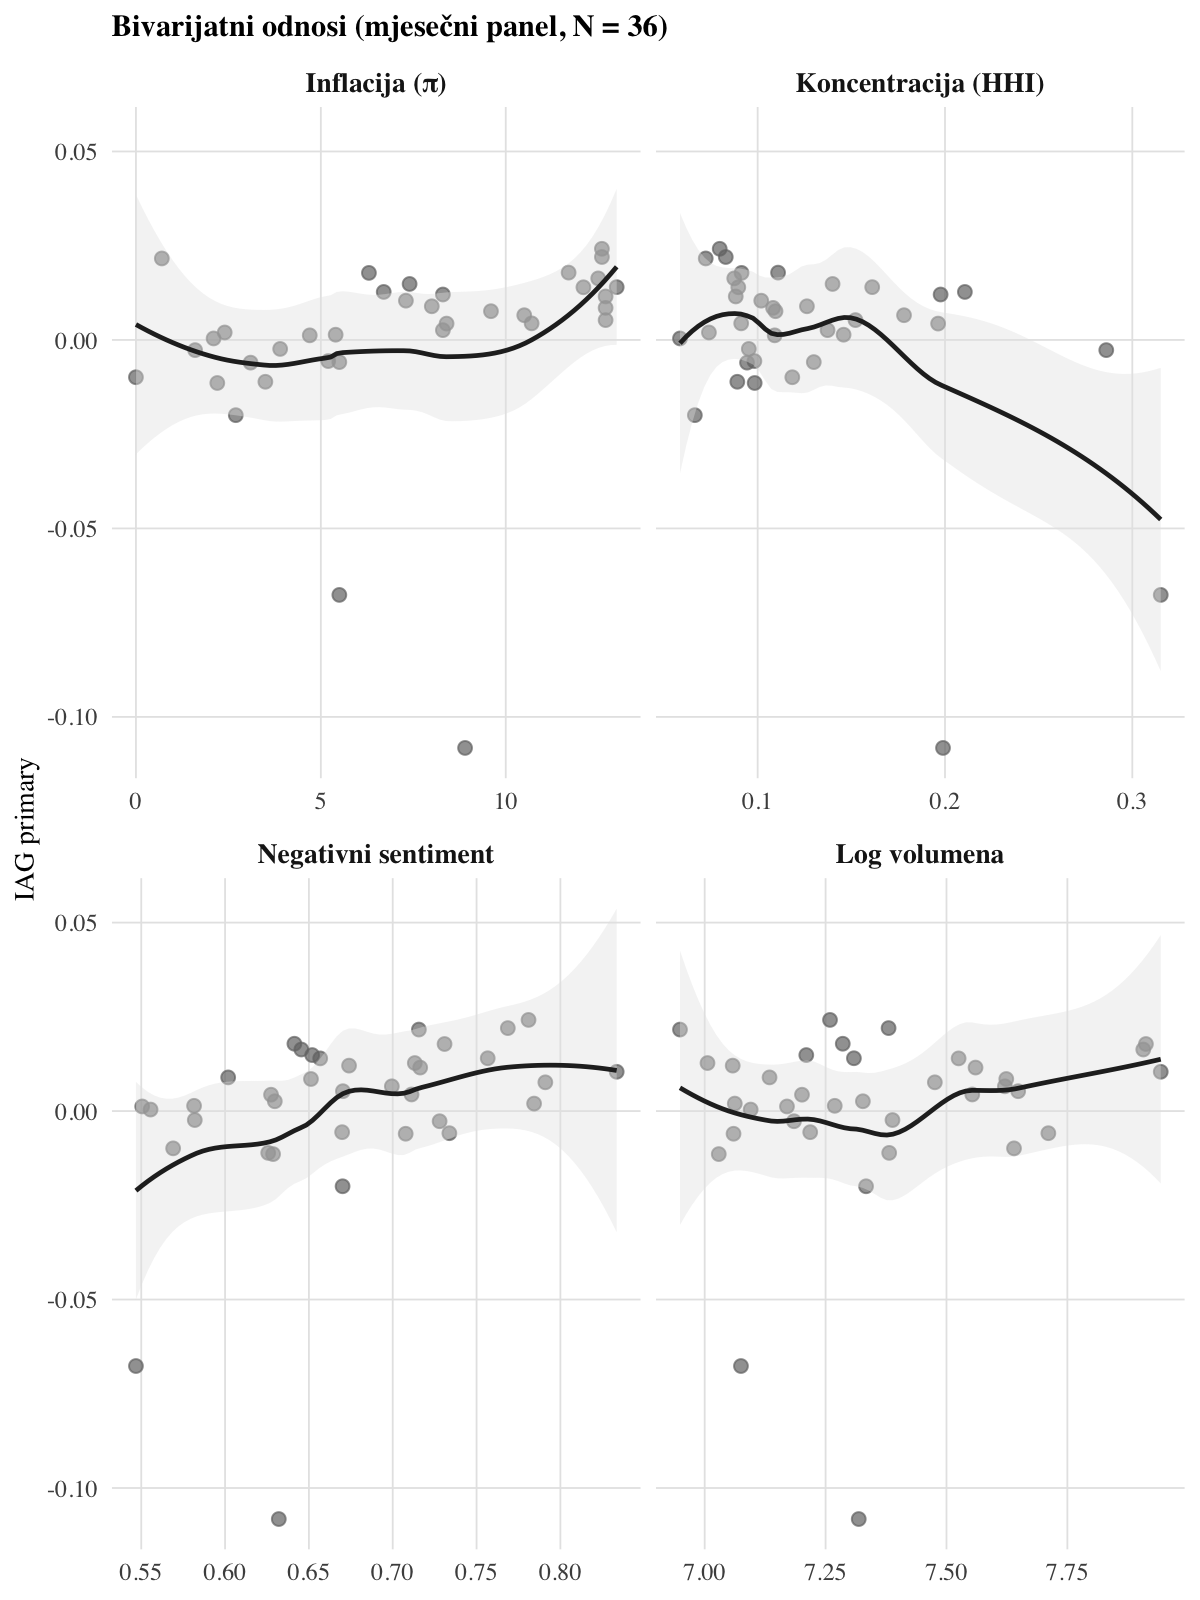 Bivarijatni odnosi (mjesečni panel, N = 36)
Inflacija (π)
Koncentracija (HHI)
0.05
0.00
-0.05
-0.10
0 5 10
0.1 0.2 0.3
IAG primary
Negativni sentiment
Log volumena
0.05
0.00
-0.05
-0.10
0.55 0.60 0.65 0.70 0.75 0.80
7.00 7.25 7.50 7.75